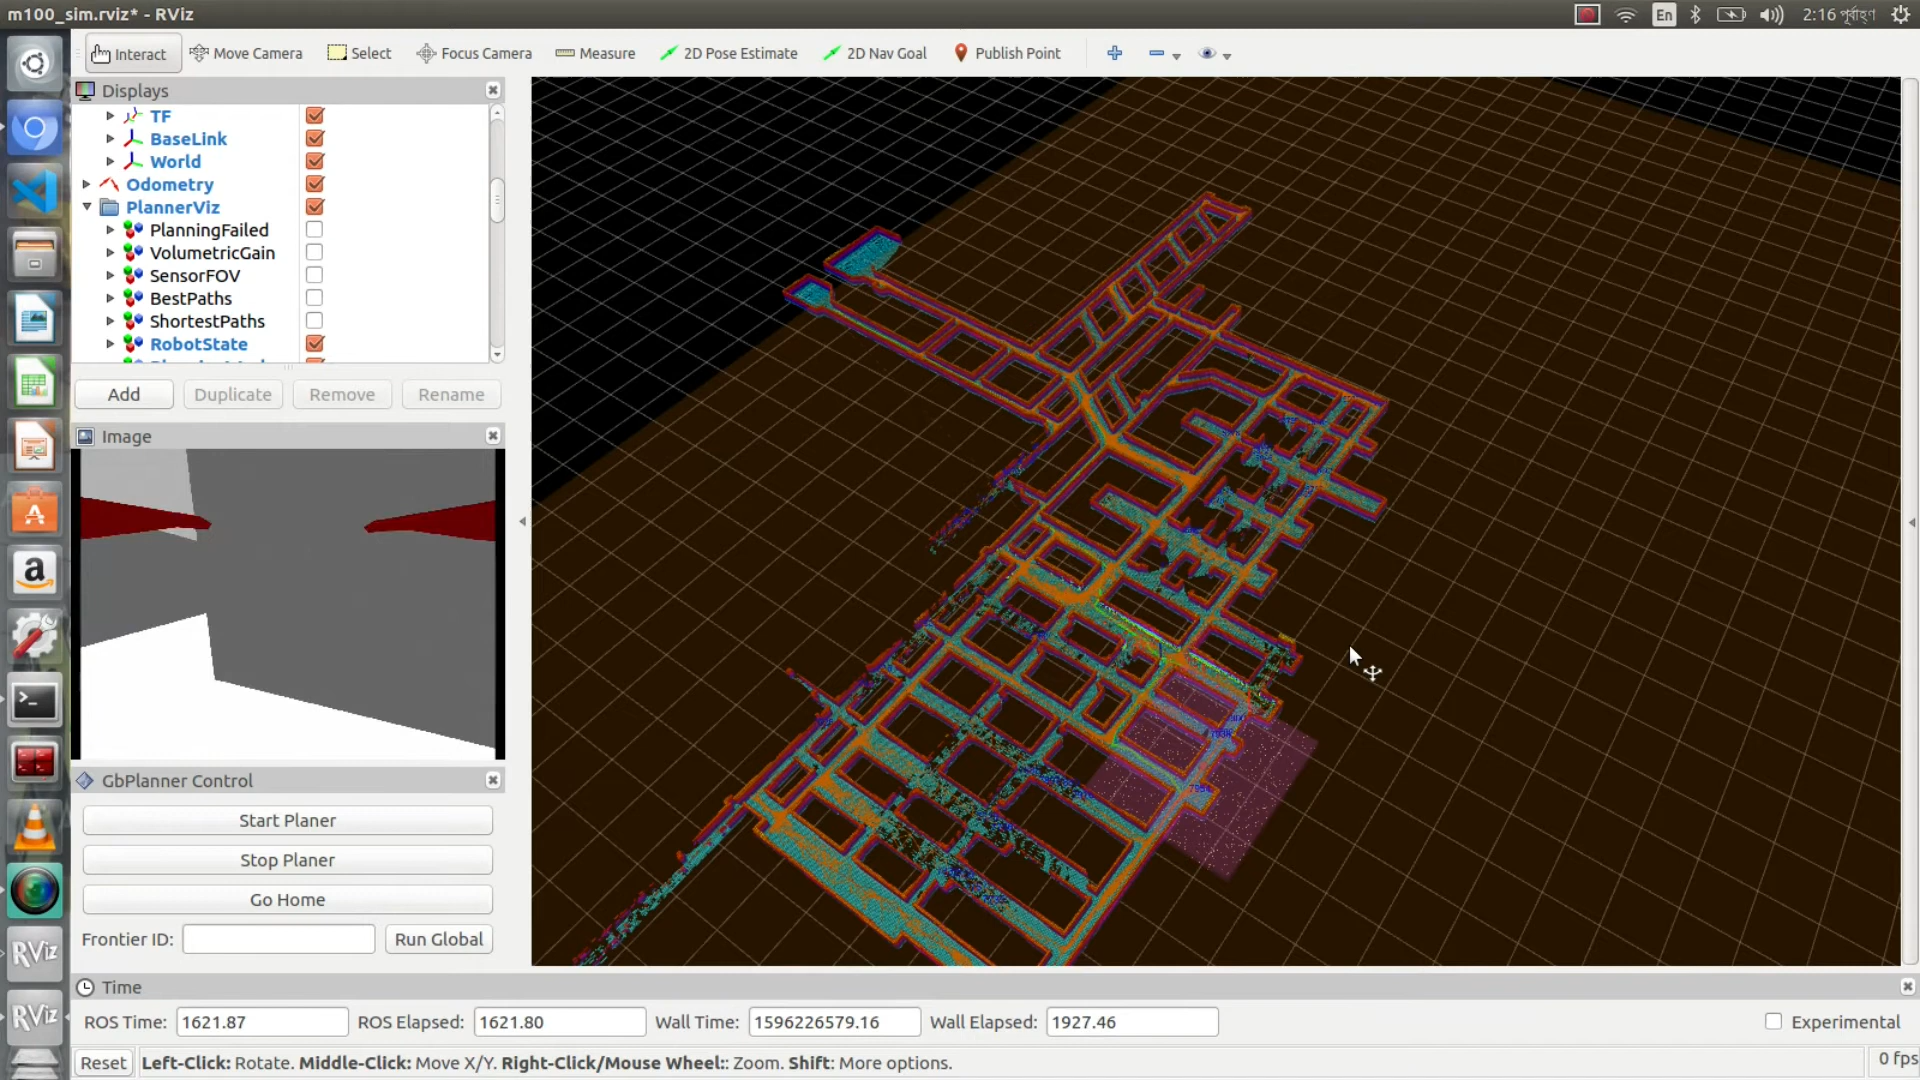 m100_sim.rviz* - RViz
En
2:16 পূর্বাহ্ণ
Interact
Move Camera
Select
Focus Camera
Measure
2D Pose Estimate
2D Nav Goal
Publish Point
Displays
TF
BaseLink
World
Odometry
PlannerViz
PlanningFailed
VolumetricGain
SensorFOV
BestPaths
ShortestPaths
RobotState
Add
Duplicate
Remove
Rename
Image
GbPlanner Control
Start Planer
Stop Planer
Go Home
Frontier ID:
Run Global
RViz
RViz
Time
ROS Time: 1621.87
ROS Elapsed: 1621.80
Wall Time: 1596226579.16
Wall Elapsed: 1927.46
Experimental
Reset
Left-Click: Rotate. Middle-Click: Move X/Y. Right-Click/Mouse Wheel:: Zoom. Shift: More options.
0 fps